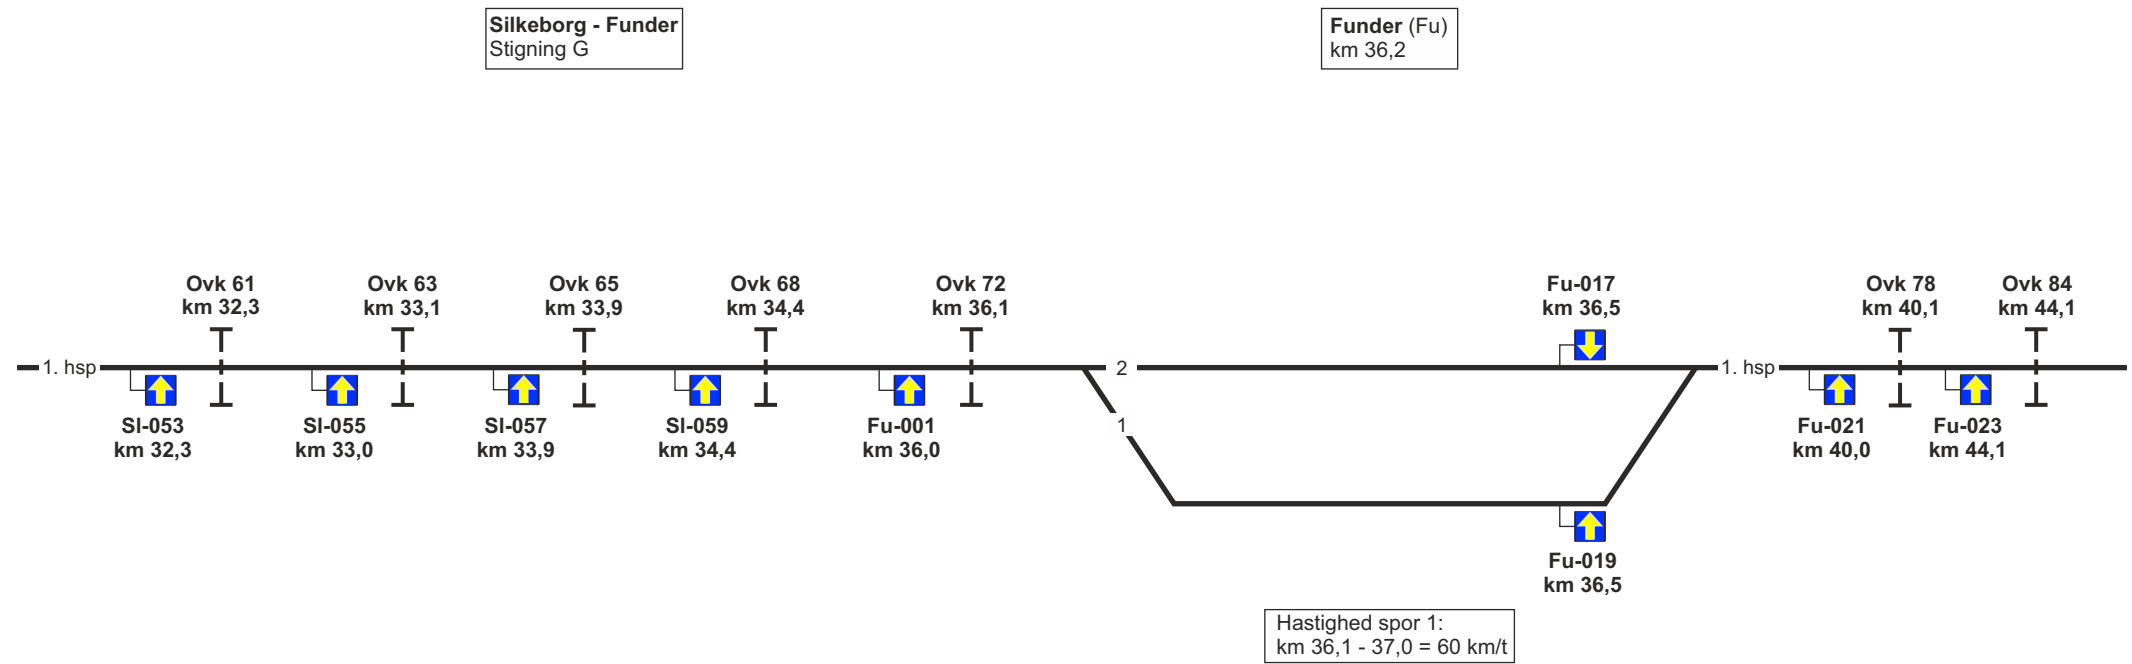 Silkeborg - Funder
Stigning G
Funder (Fu)
km 36,2
Ovk 61
km 32,3
Ovk 63
km 33,1
Ovk 65
km 33,9
Ovk 68
km 34,4
Ovk 72
km 36,1
Fu-017
km 36,5
Ovk 78
km 40,1
Ovk 84
km 44,1
1. hsp
2
1. hsp
SI-053
km 32,3
SI-055
km 33,0
SI-057
km 33,9
SI-059
km 34,4
Fu-001
km 36,0
1
Fu-021
km 40,0
Fu-023
km 44,1
Fu-019
km 36,5
Hastighed spor 1:
km 36,1 - 37,0 = 60 km/t